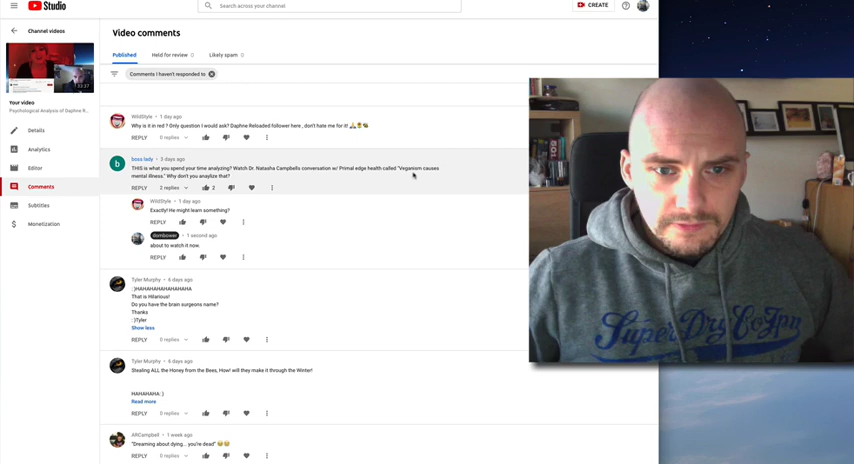 Studio
Search across your channel
CREATE
Channel videos
33:27
Your video
Psychological Analysis of Daphne R...
Details
Analytics
Editor
Comments
Subtitles
Monetization
Video comments
Published
Held for review 0
Likely spam 0
Comments I haven't responded to
WildStyle • 1 day ago
Why is it in red ? Only question I would ask? Daphne Reloaded follower here , don't hate me for it!
REPLY 0 replies
b
boss lady • 3 days ago
THIS is what you spend your time analyzing? Watch Dr. Natasha Campbells conversation w/ Primal edge health called "Veganism causes
mental illness." Why don't you analyize that?
REPLY 2 replies 2
WildStyle • 1 day ago
Exactly! He might learn something?
REPLY
dombower • 1 second ago
about to watch it now.
REPLY
Tyler Murphy • 6 days ago
: )HAHAHAHAHAHAHA
That is Hilarious!
Do you have the brain surgeons name?
Thanks
:)Tyler
Show less
REPLY 0 replies
Tyler Murphy • 6 days ago
Stealing ALL the Honey from the Bees, How! will they make it through the Winter!
HAHAHAHA: )
Read more
REPLY 0 replies
ARCampbell • 1 week ago
"Dreaming about dying... you're dead"
REPLY 0 replies
SuperDry Co Jpn